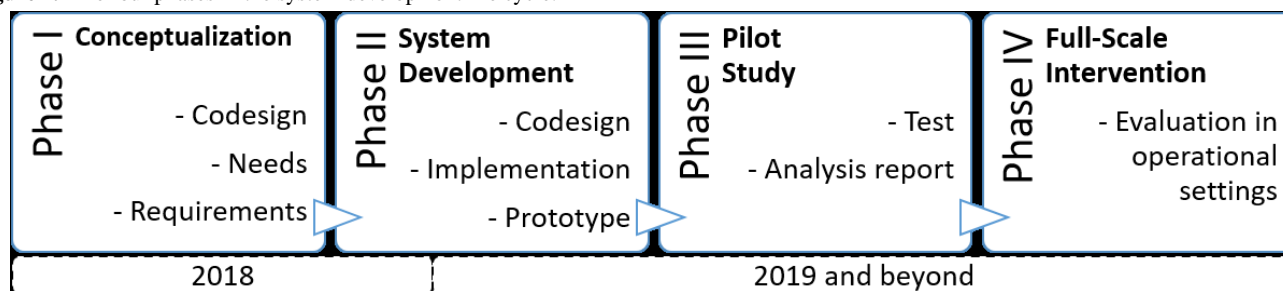 Phase I
Conceptualization
- Codesign
- Needs
- Requirements
Phase II
System
Development
- Codesign
- Implementation
- Prototype
Phase III
Pilot
Study
- Test
- Analysis report
Phase IV
Full-Scale
Intervention
- Evaluation in
operational
settings
2018
2019 and beyond